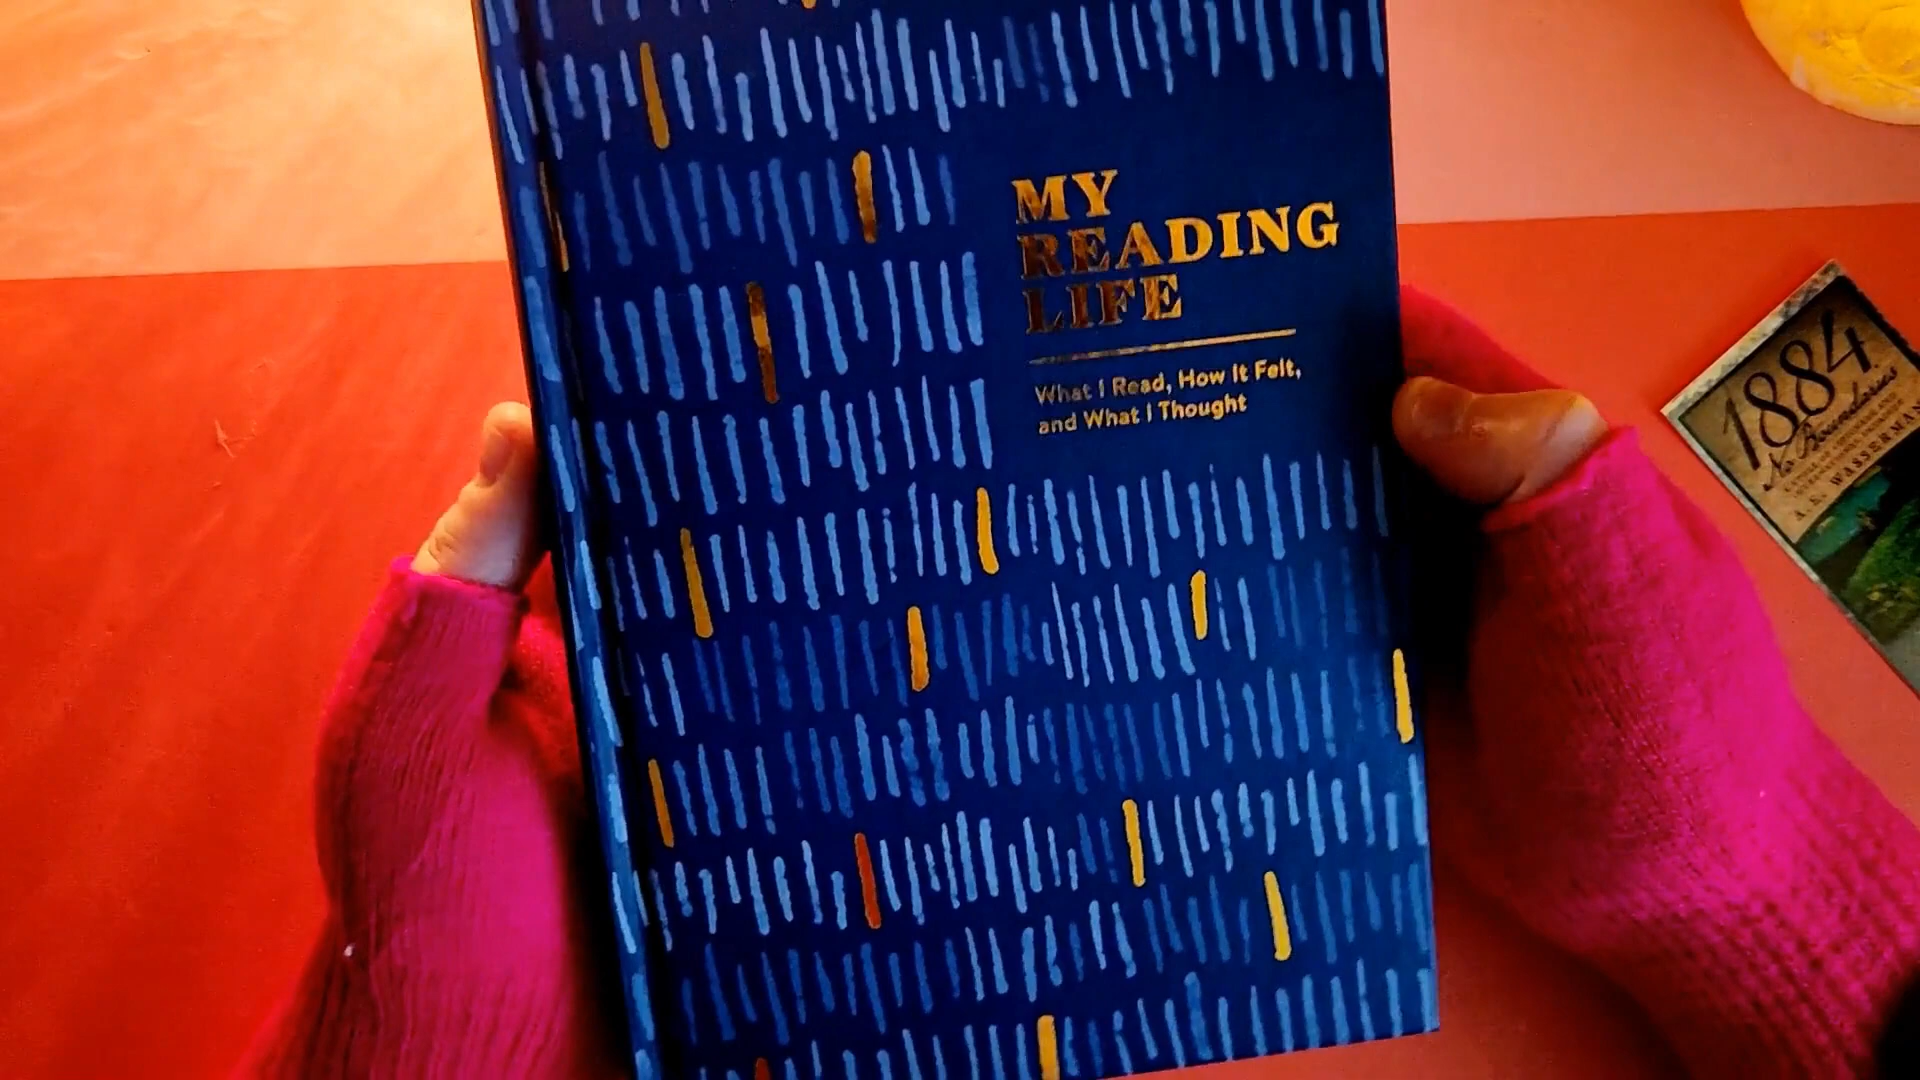 MY
READING
LIFE
What I Read, How It Felt,
and What I Thought
1884
No Boundaries
A. E. WASSERMAN